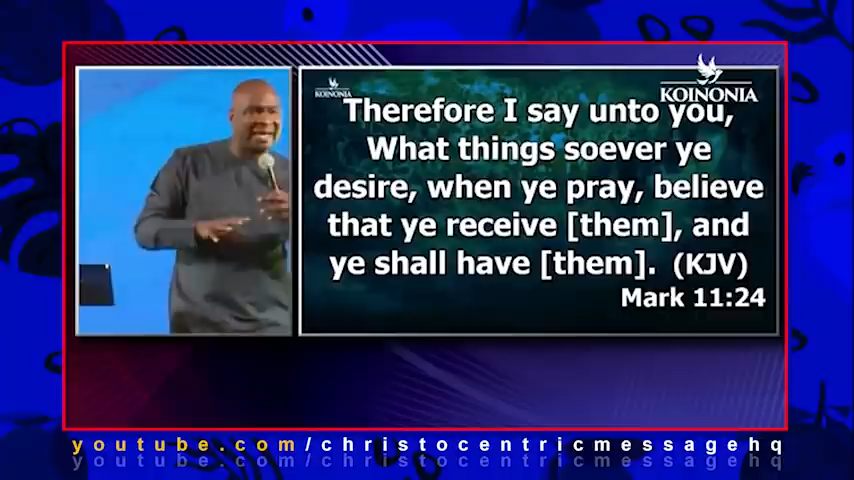 KOINONIA
KOINONIA
Therefore I say unto you,
What things soever ye
desire, when ye pray, believe
that ye receive [them], and
ye shall have [them]. (KJV)
Mark 11:24
youtube.com/christocentricmessagehq
youtube.com/christocentricmessagehq